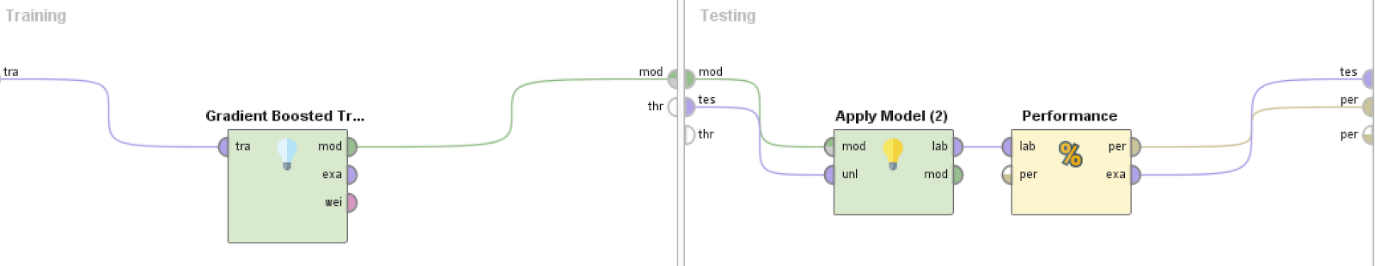 Training
tra
Gradient Boosted Tr...
tra
mod
exa
wei
mod
thr
Testing
mod
tes
thr
Apply Model (2)
mod
lab
unl
mod
Performance
lab
per
per
exa
%
tes
per
per